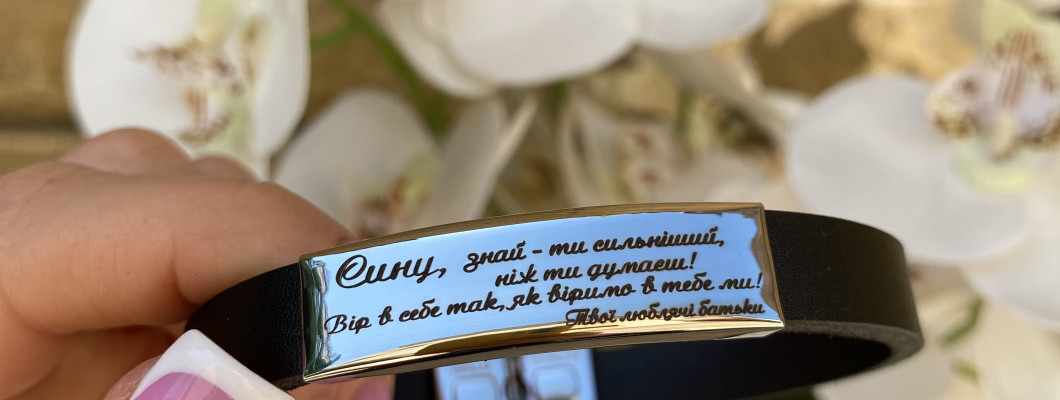 Сину, знай - ти сильніший,
ніж ти думаєш!
Вір в себе так, як віримо в тебе ми!
Твої люблячі батьки